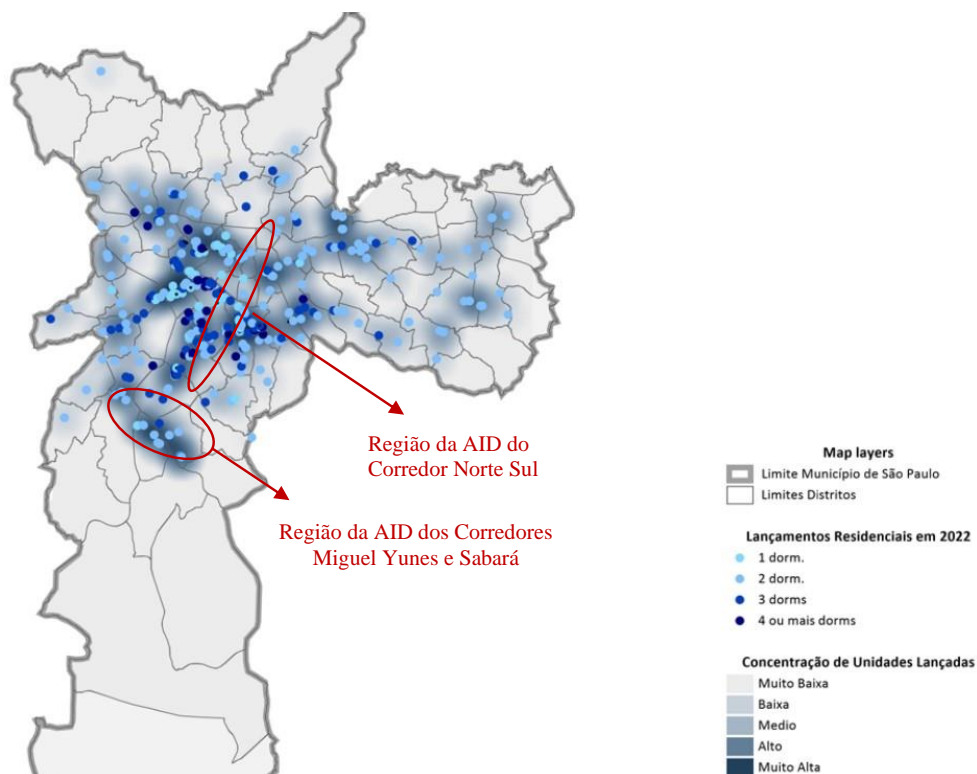 Região da AID do
Corredor Norte Sul
Região da AID dos Corredores
Miguel Yunes e Sabará
Map layers
Limite Município de São Paulo
Limites Distritos
Lançamentos Residenciais em 2022
1 dorm.
2 dorm.
3 dorms
4 ou mais dorms
Concentração de Unidades Lançadas
Muito Baixa
Baixa
Medio
Alto
Muito Alta